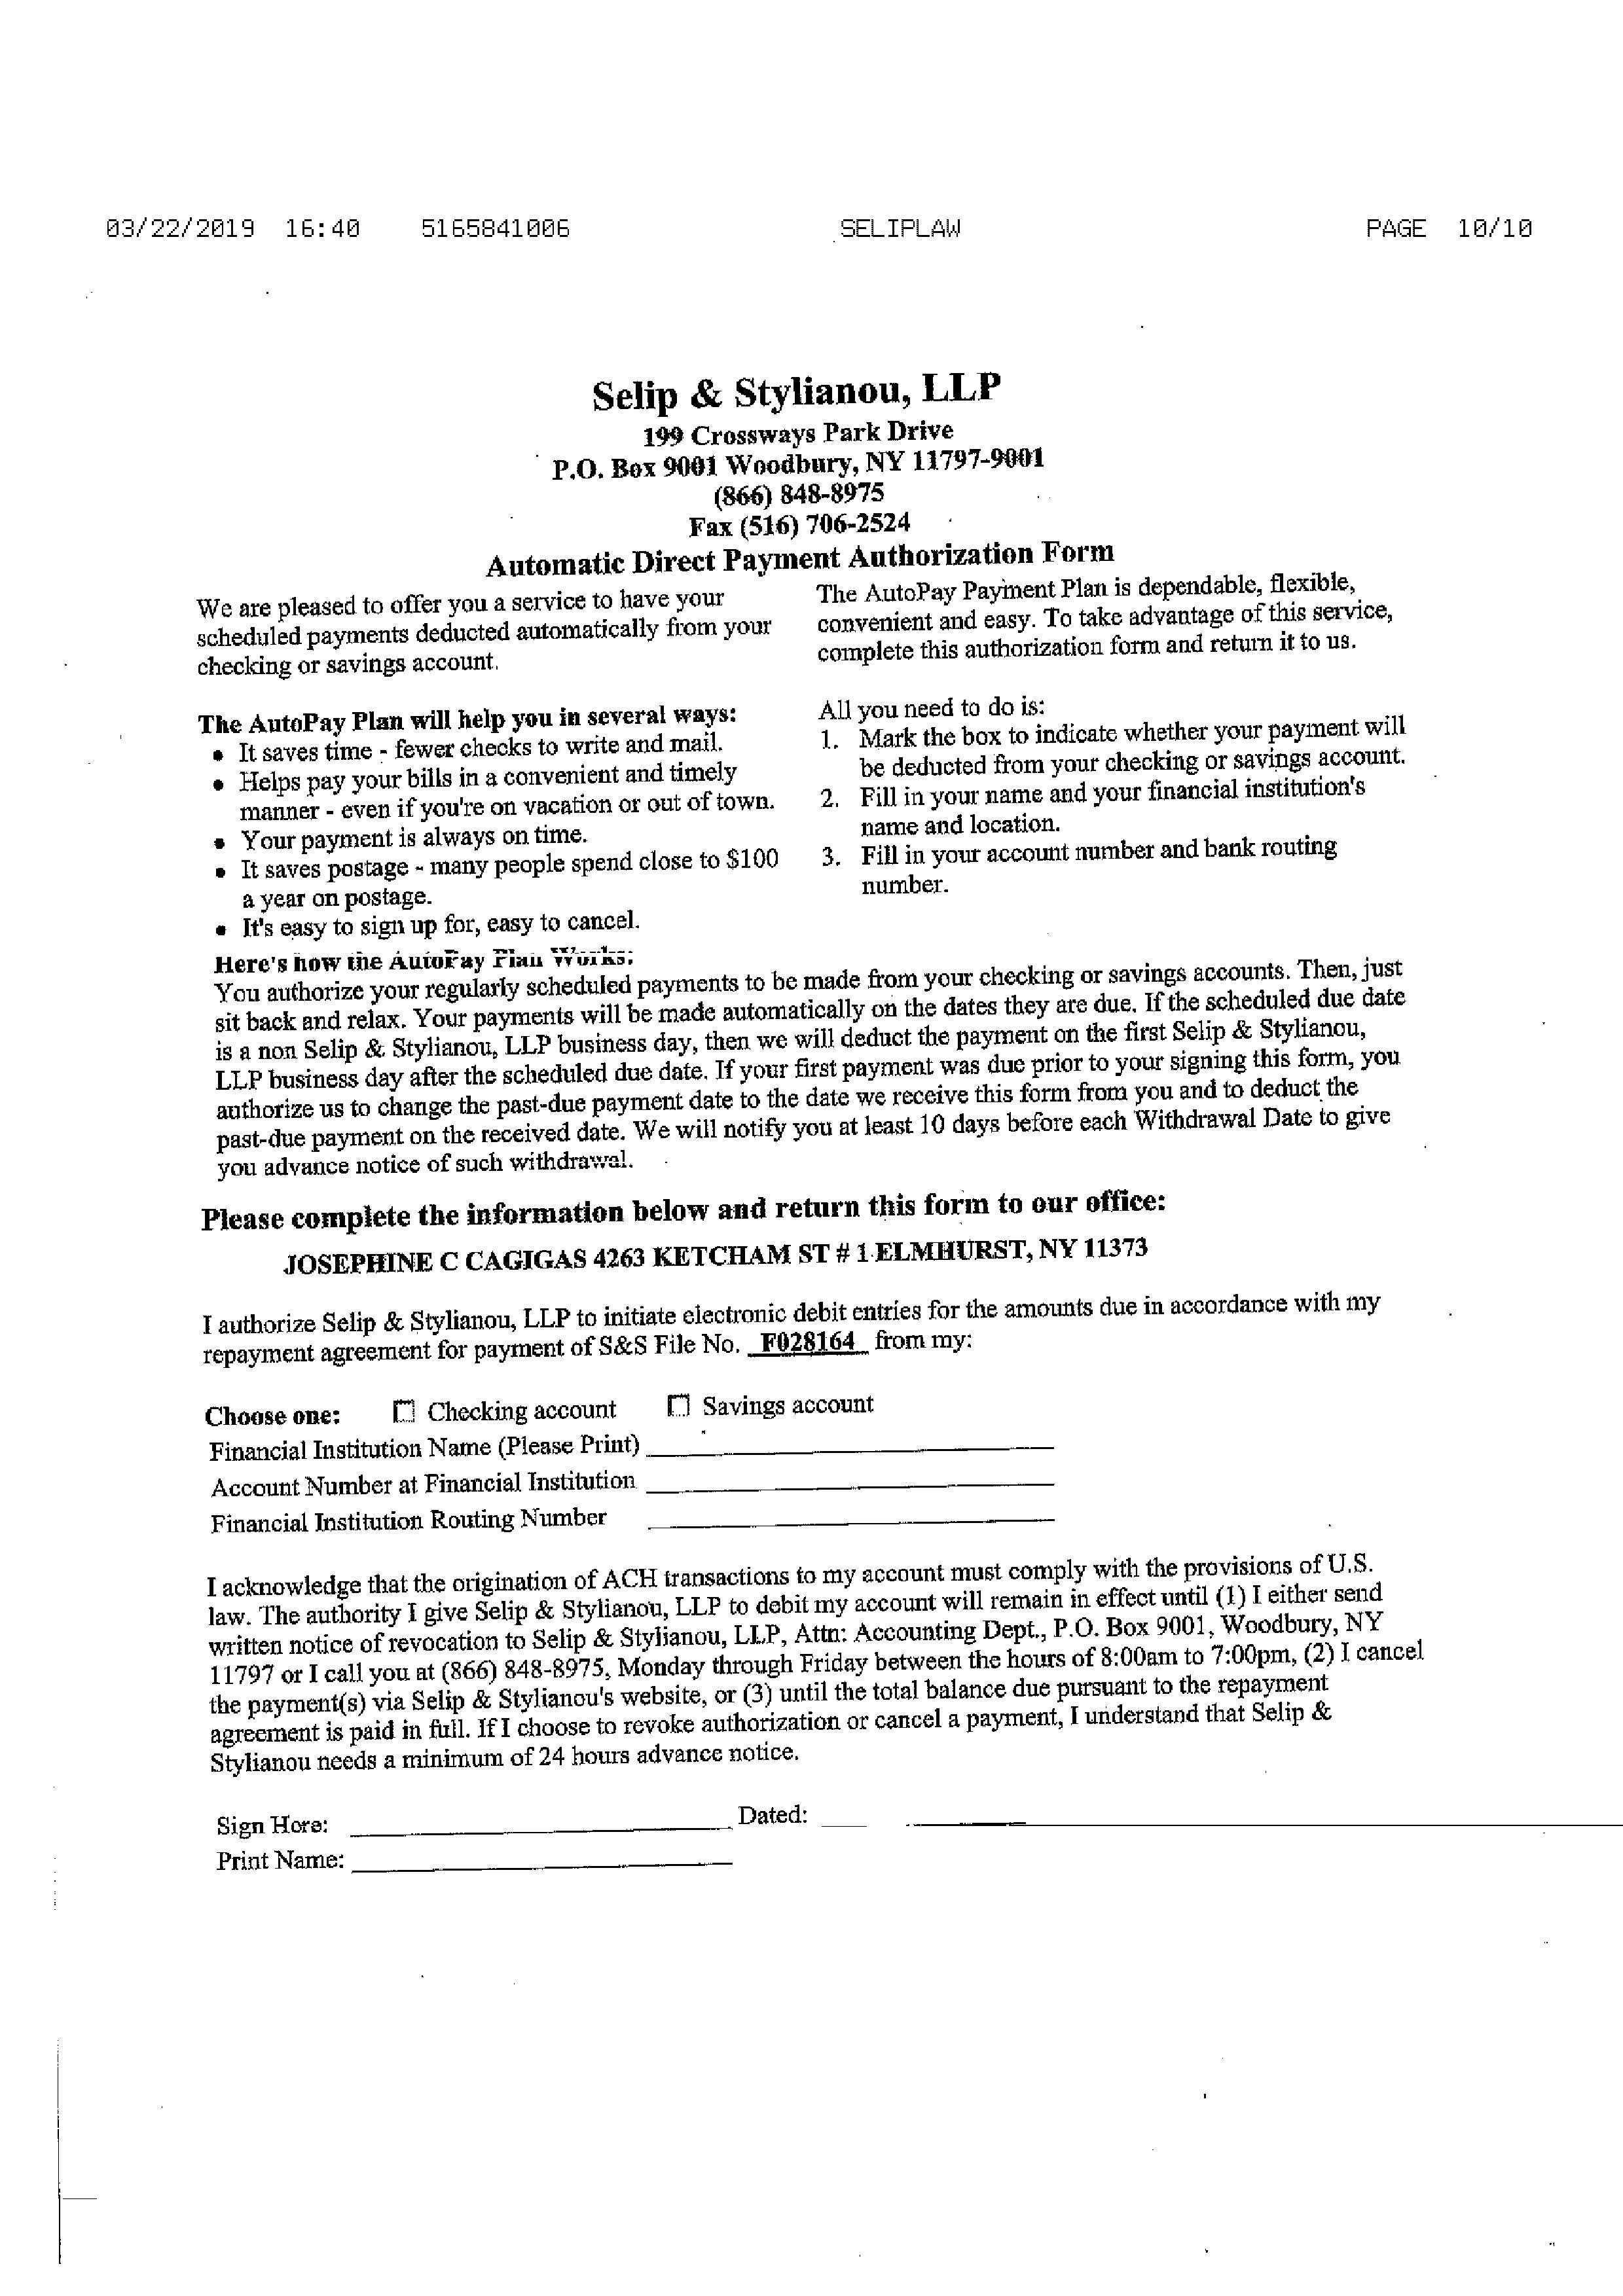 03/22/2019 16:40 5165841006 SELIPLAW PAGE 10/10
Selip & Stylianou, LLP
199 Crossways Park Drive
P.O. Box 9001 Woodbury, NY 11797-9001
(866) 848-8975
Fax (516) 706-2524
Automatic Direct Payment Authorization Form
We are pleased to offer you a service to have your
scheduled payments deducted automatically from your
checking or savings account.
The AutoPay Payment Plan is dependable, flexible,
convenient and easy. To take advantage of this service,
complete this authorization form and return it to us.
The AutoPay Plan will help you in several ways:
• It saves time - fewer checks to write and mail.
• Helps pay your bills in a convenient and timely
manner - even if you're on vacation or out of town.
• Your payment is always on time.
• It saves postage - many people spend close to $100
a year on postage.
• It's easy to sign up for, easy to cancel.
All you need to do is:
1. Mark the box to indicate whether your payment will
be deducted from your checking or savings account.
2. Fill in your name and your financial institution's
name and location.
3. Fill in your account number and bank routing
number.
Here's how the AutoPay Plan Works:
You authorize your regularly scheduled payments to be made from your checking or savings accounts. Then, just
sit back and relax. Your payments will be made automatically on the dates they are due. If the scheduled due date
is a non Selip & Stylianou, LLP business day, then we will deduct the payment on the first Selip & Stylianou,
LLP business day after the scheduled due date. If your first payment was due prior to your signing this form, you
authorize us to change the past-due payment date to the date we receive this form from you and to deduct the
past-due payment on the received date. We will notify you at least 10 days before each Withdrawal Date to give
you advance notice of such withdrawal.
Please complete the information below and return this form to our office:
JOSEPHINE C CAGIGAS 4263 KETCHAM ST # 1 ELMHURST, NY 11373
I authorize Selip & Stylianou, LLP to initiate electronic debit entries for the amounts due in accordance with my
repayment agreement for payment of S&S File No. F028164 from my:
Choose one: ☐ Checking account ☐ Savings account
Financial Institution Name (Please Print)
Account Number at Financial Institution
Financial Institution Routing Number
I acknowledge that the origination of ACH transactions to my account must comply with the provisions of U.S.
law. The authority I give Selip & Stylianou, LLP to debit my account will remain in effect until (1) I either send
written notice of revocation to Selip & Stylianou, LLP, Attn: Accounting Dept., P.O. Box 9001, Woodbury, NY
11797 or I call you at (866) 848-8975, Monday through Friday between the hours of 8:00am to 7:00pm, (2) I cancel
the payment(s) via Selip & Stylianou's website, or (3) until the total balance due pursuant to the repayment
agreement is paid in full. If I choose to revoke authorization or cancel a payment, I understand that Selip &
Stylianou needs a minimum of 24 hours advance notice.
Sign Here: Dated:
Print Name: